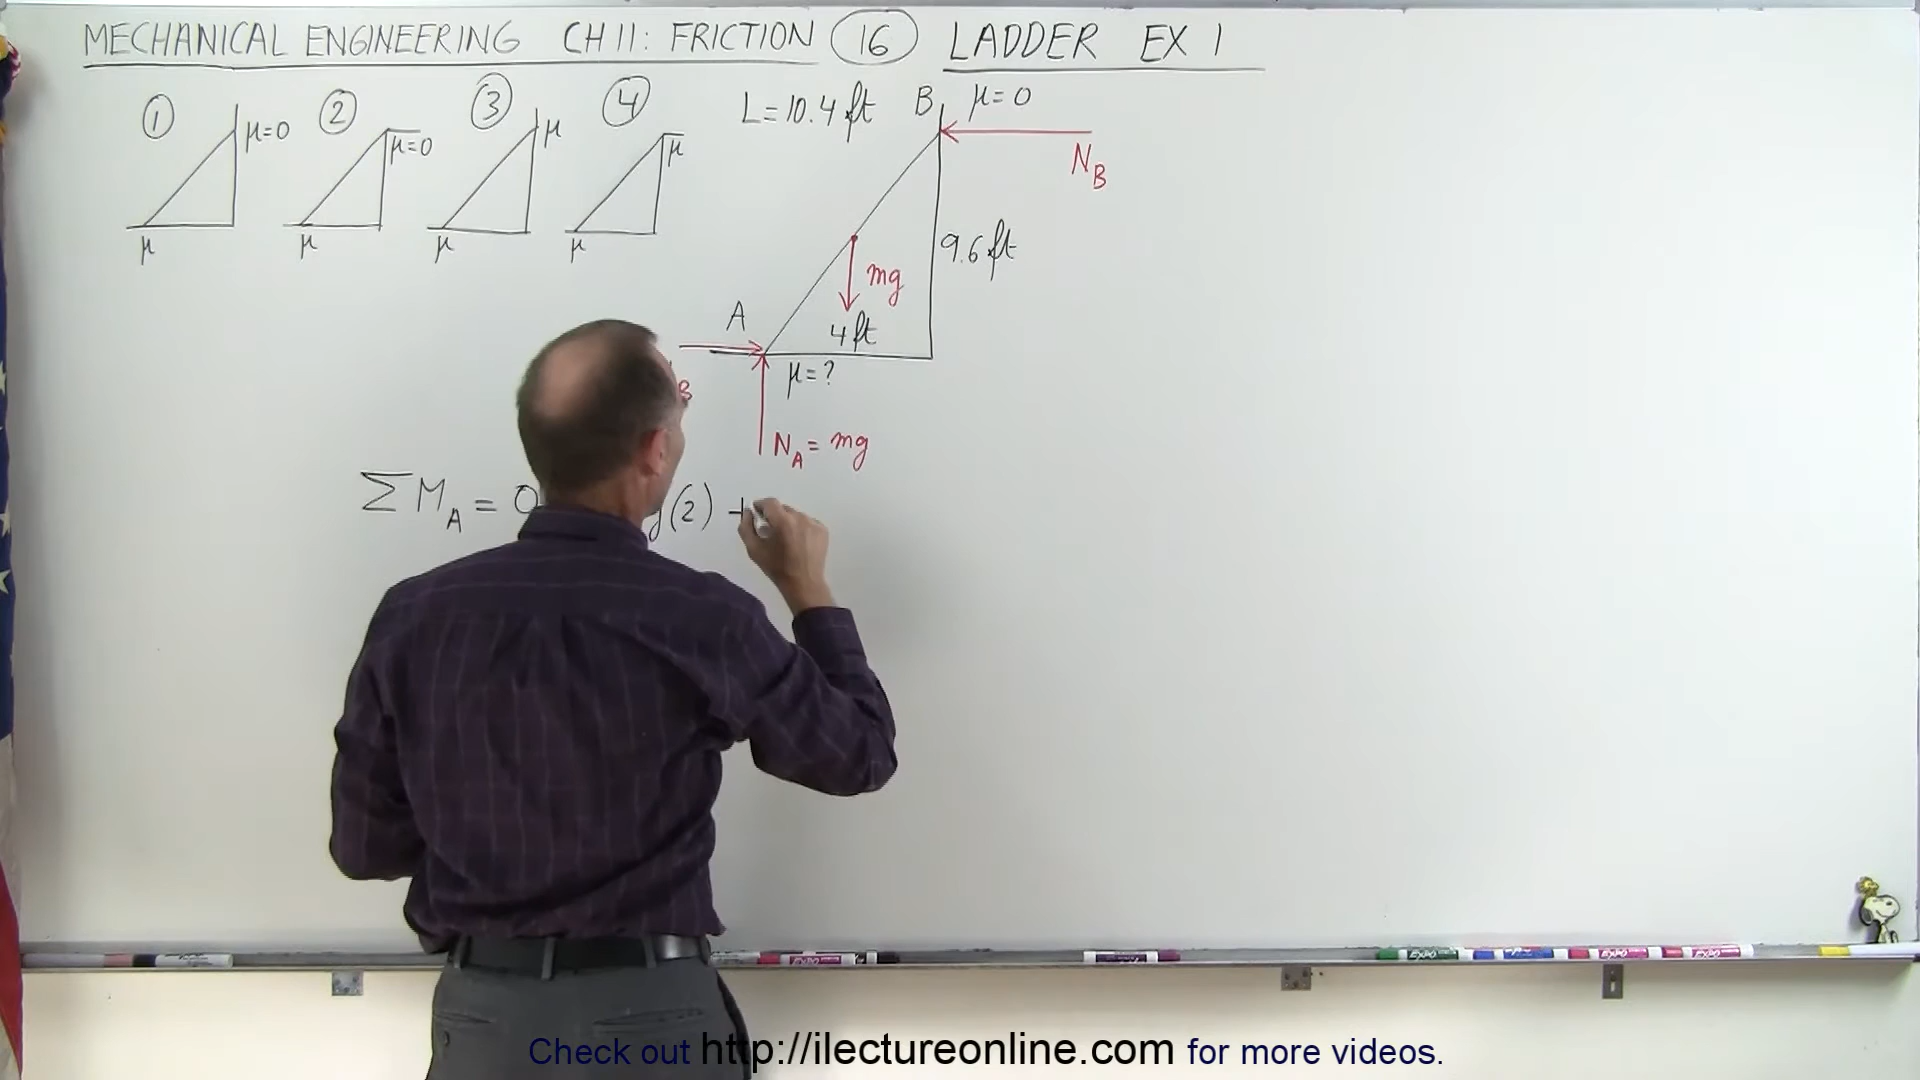 MECHANICAL ENGINEERING CH 11: FRICTION 16 LADDER EX 1
1 2 3 4
μ=0 μ=0 μ μ
μ μ μ μ
L = 10.4 ft B μ=0
N_B
9.6 ft
mg
A 4 ft
μ=?
B
N_A = mg
ΣM_A = 0 (2) +
EXPO
Check out http://ilectureonline.com for more videos.